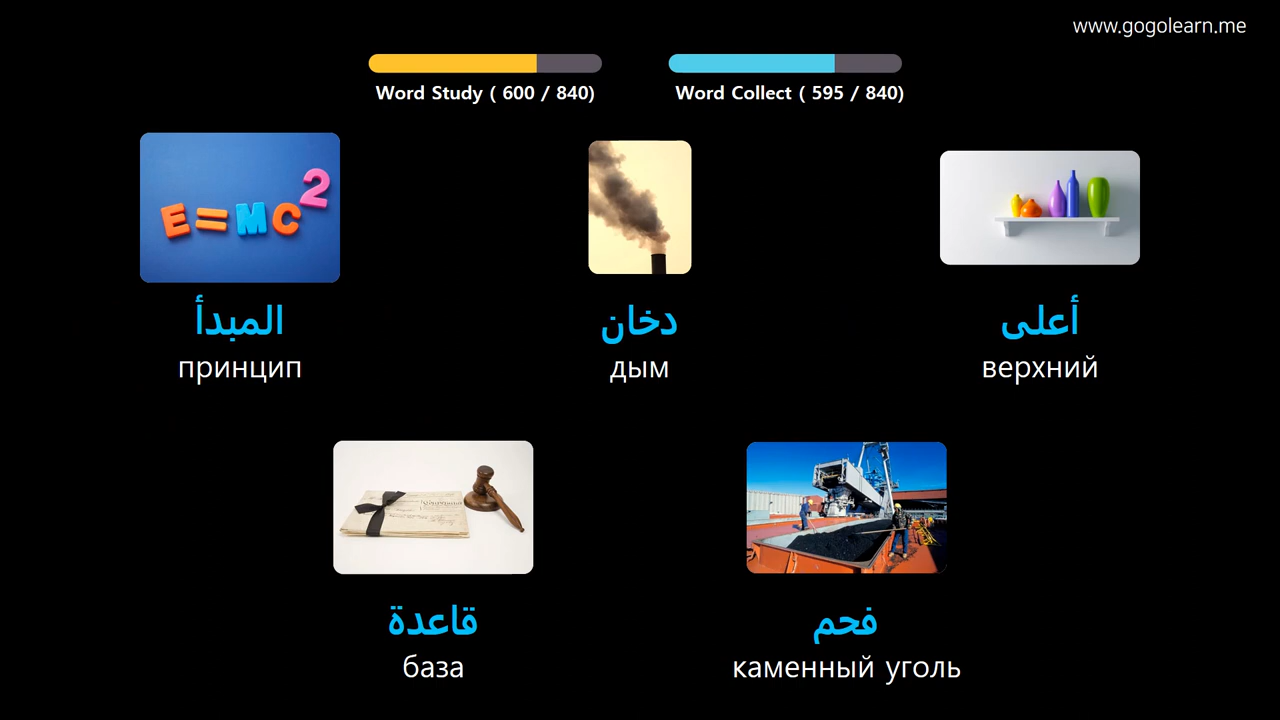 www.gogolearn.me
Word Study ( 600 / 840)
Word Collect ( 595 / 840)
E=MC2
المبدأ
принцип
دخان
дым
أعلى
верхний
قاعدة
база
فحم
каменный уголь